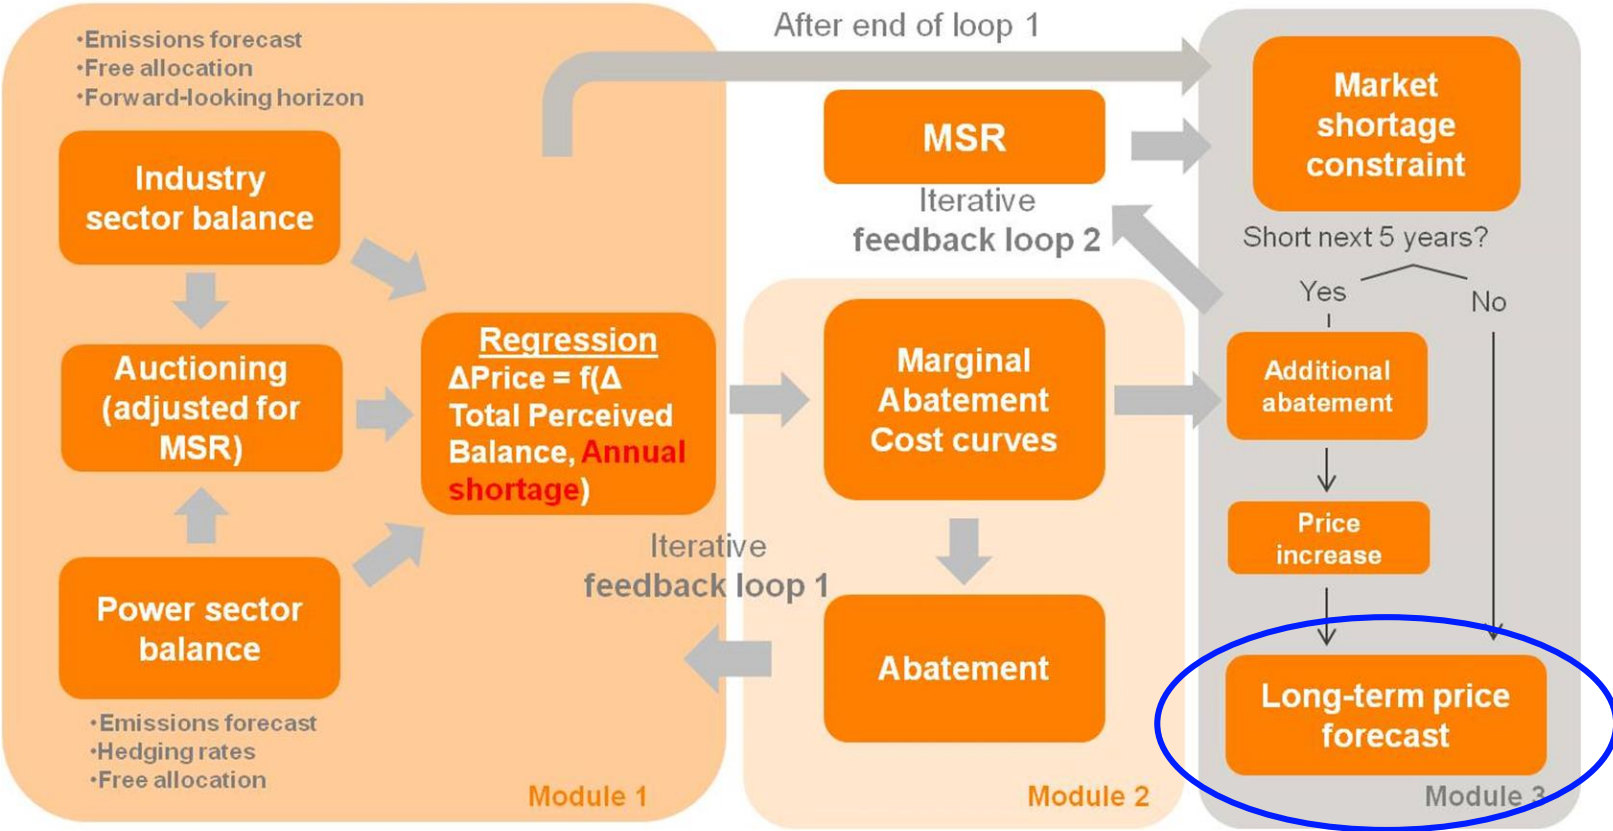 •Emissions forecast
•Free allocation
•Forward-looking horizon
Industry
sector balance
Auctioning
(adjusted for
MSR)
Power sector
balance
•Emissions forecast
•Hedging rates
•Free allocation
Regression
ΔPrice = f(Δ
Total Perceived
Balance, Annual
shortage)
Module 1
After end of loop 1
MSR
Iterative
feedback loop 2
Marginal
Abatement
Cost curves
Iterative
feedback loop 1
Abatement
Module 2
Market
shortage
constraint
Short next 5 years?
Yes
No
Additional
abatement
Price
increase
Long-term price
forecast
Module 3